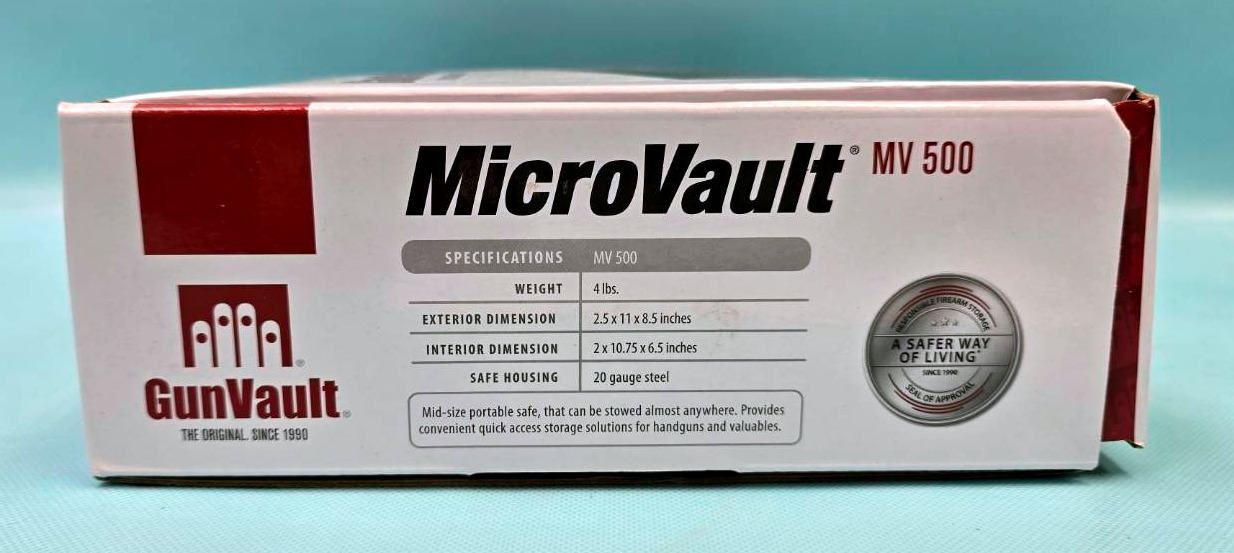 MicroVault® MV 500
SPECIFICATIONS MV 500
WEIGHT 4 lbs.
EXTERIOR DIMENSION 2.5 x 11 x 8.5 inches
INTERIOR DIMENSION 2 x 10.75 x 6.5 inches
SAFE HOUSING 20 gauge steel
Mid-size portable safe, that can be stowed almost anywhere. Provides
convenient quick access storage solutions for handguns and valuables.
GunVault®
THE ORIGINAL. SINCE 1990
RESPONSIBLE FIREARM STORAGE
A SAFER WAY
OF LIVING
SINCE 1990
SEAL OF APPROVAL